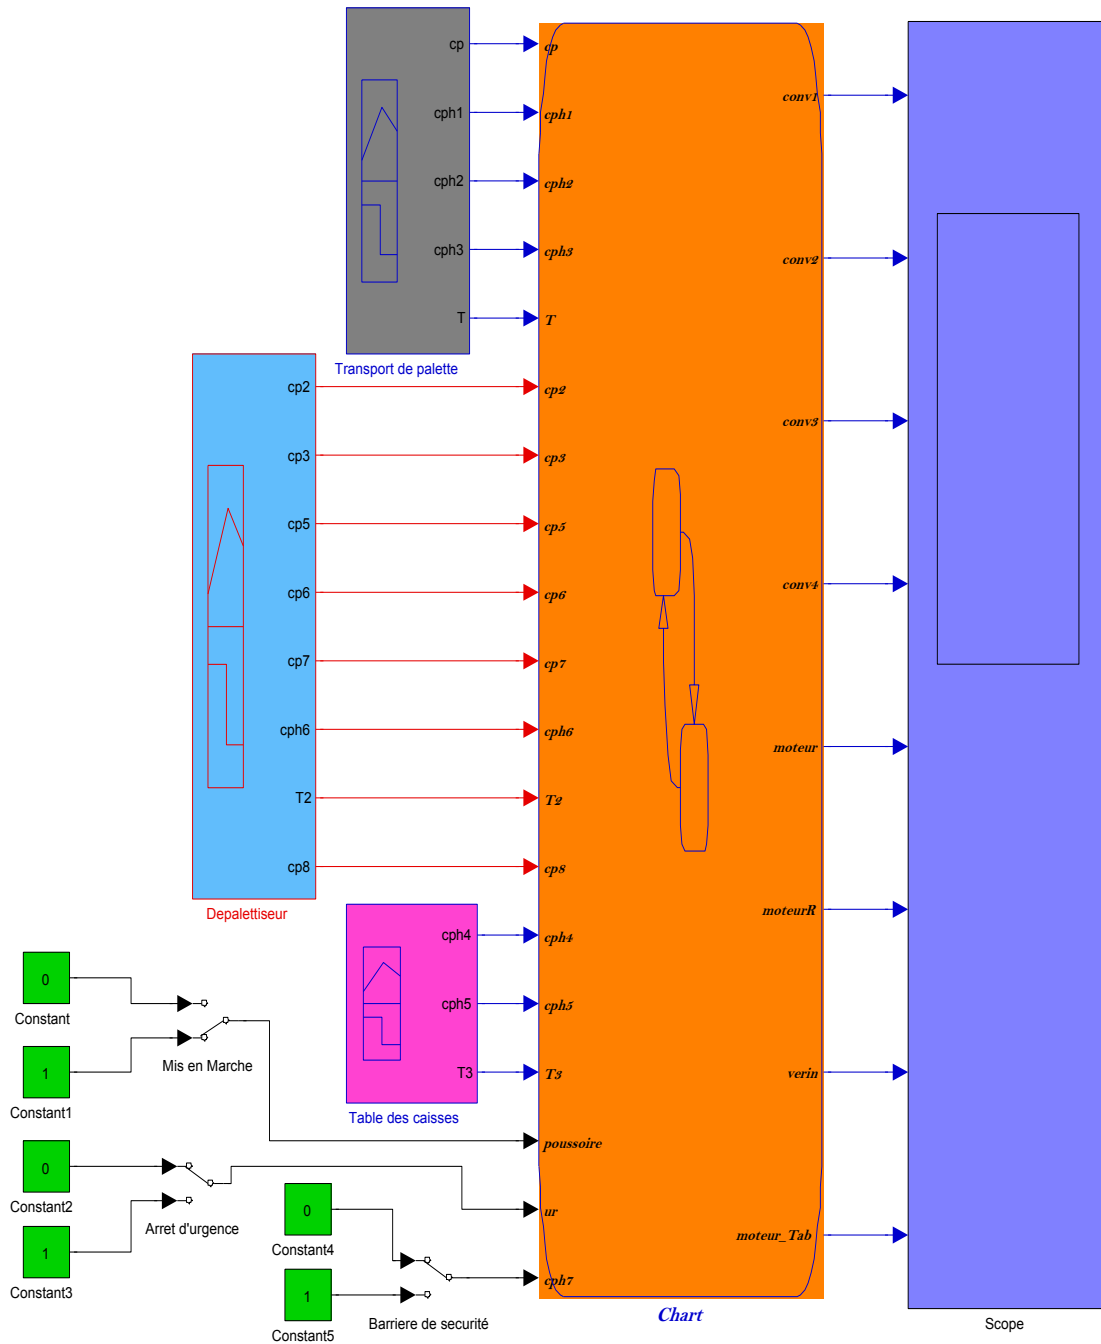 cp
cph1
cph2
cph3
T
Transport de palette
cp2
cp3
cp5
cp6
cp7
cph6
T2
cp8
Depalettiseur
cph4
cph5
T3
Table des caisses
0
Constant
1
Constant1
Mis en Marche
0
Constant2
1
Constant3
Arret d'urgence
0
Constant4
1
Constant5
Barriere de securité
cp
cph1
cph2
cph3
T
cp2
cp3
cp5
cp6
cp7
cph6
T2
cp8
cph4
cph5
T3
poussoire
ur
cph7
conv1
conv2
conv3
conv4
moteur
moteurR
verin
moteur_Tab
Chart
Scope